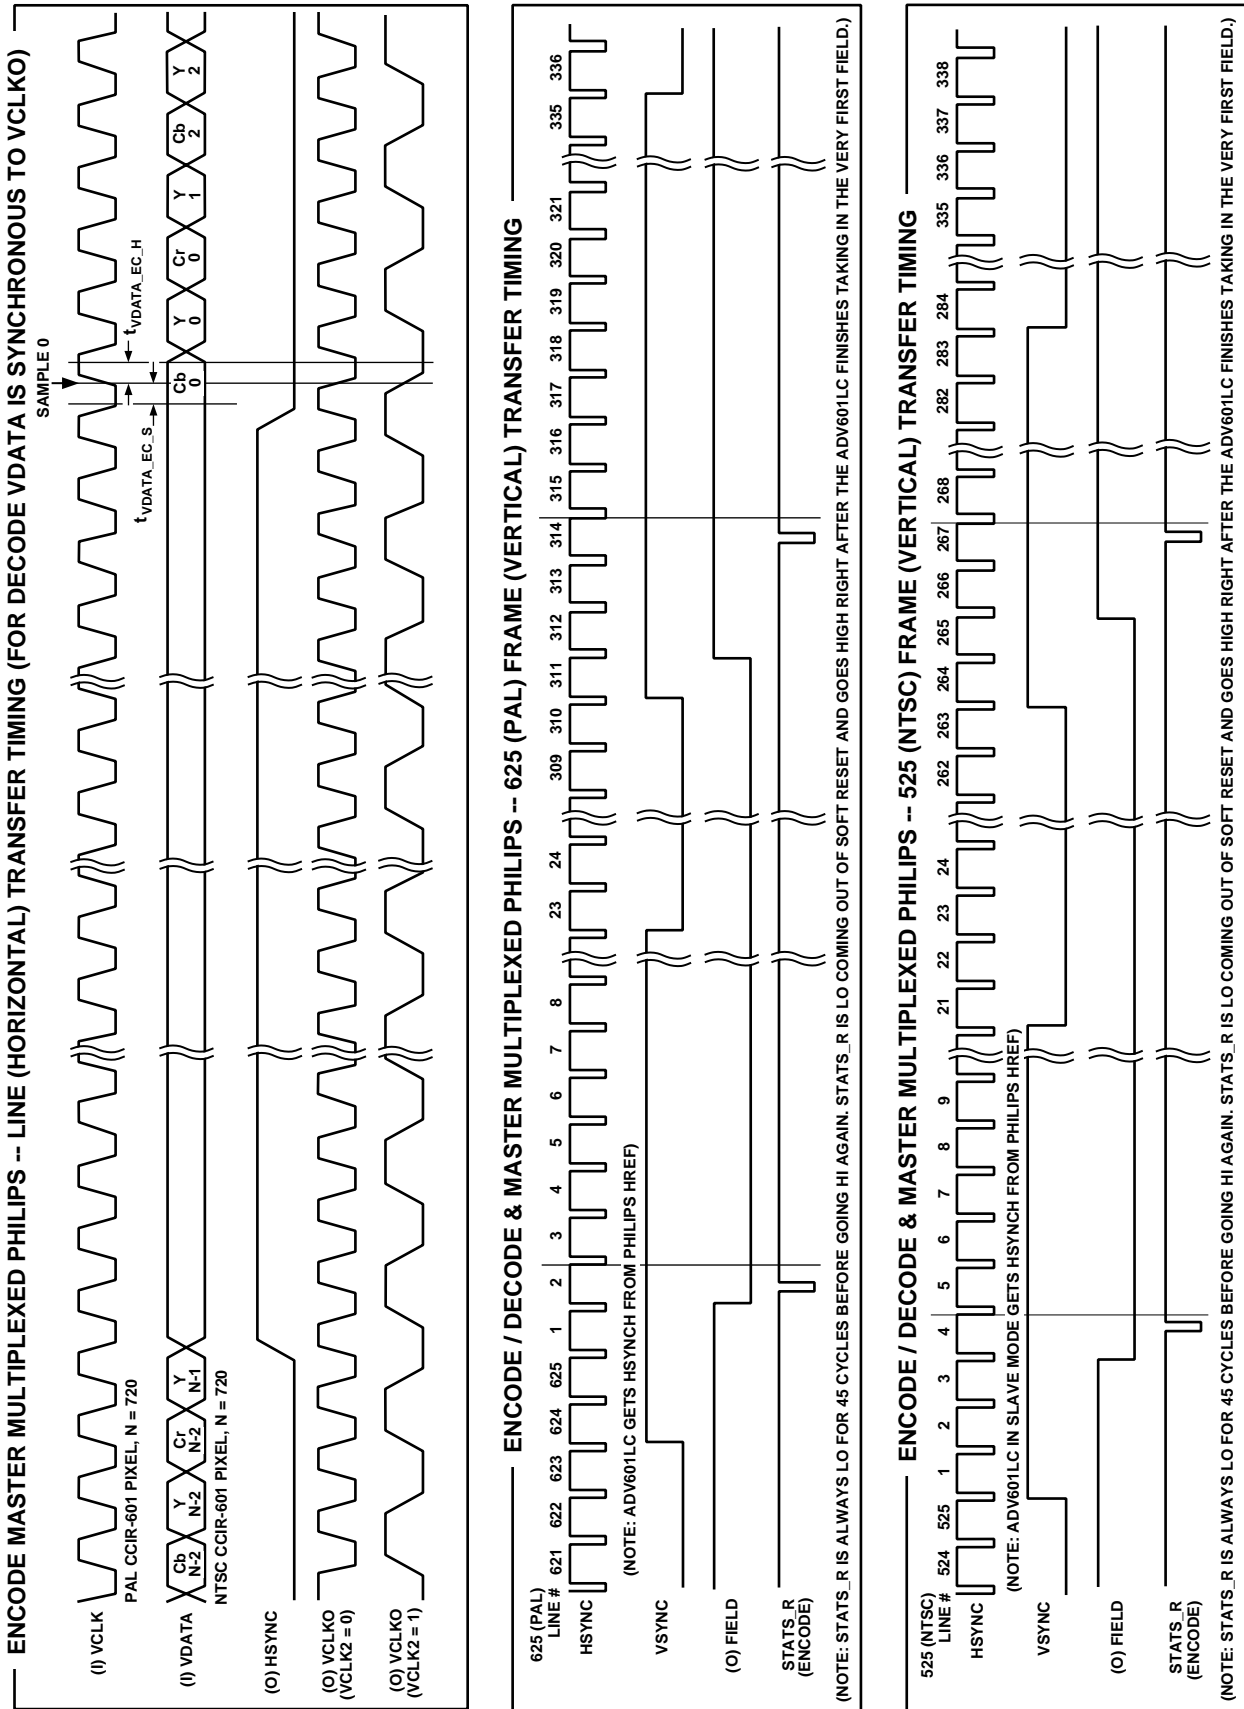 ENCODE MASTER MULTIPLEXED PHILIPS -- LINE (HORIZONTAL) TRANSFER TIMING (FOR DECODE VDATA IS SYNCHRONOUS TO VCLKO)
SAMPLE 0
(I) VCLK
tVDATA_EC_S
tVDATA_EC_H
PAL CCIR-601 PIXEL, N = 720
(I) VDATA
Cb N-2
Y N-2
Cr N-2
Y N-1
Cb 0
Y 0
Cr 0
Y 1
Cb 2
Y 2
NTSC CCIR-601 PIXEL, N = 720
(O) HSYNC
(O) VCLKO
(VCLK2 = 0)
(O) VCLKO
(VCLK2 = 1)
ENCODE / DECODE & MASTER MULTIPLEXED PHILIPS -- 625 (PAL) FRAME (VERTICAL) TRANSFER TIMING
625 (PAL)
LINE #
621 622 623 624 625 1 2 3 4 5 6 7 8 23 24 309 310 311 312 313 314 315 316 317 318 319 320 321 335 336
HSYNC
(NOTE: ADV601LC GETS HSYNCH FROM PHILIPS HREF)
VSYNC
(O) FIELD
STATS_R
(ENCODE)
(NOTE: STATS_R IS ALWAYS LO FOR 45 CYCLES BEFORE GOING HI AGAIN. STATS_R IS LO COMING OUT OF SOFT RESET AND GOES HIGH RIGHT AFTER THE ADV601LC FINISHES TAKING IN THE VERY FIRST FIELD.)
ENCODE / DECODE & MASTER MULTIPLEXED PHILIPS -- 525 (NTSC) FRAME (VERTICAL) TRANSFER TIMING
525 (NTSC)
LINE #
524 525 1 2 3 4 5 6 7 8 9 21 22 23 24 262 263 264 265 266 267 268 282 283 284 335 336 337 338
HSYNC
(NOTE: ADV601LC IN SLAVE MODE GETS HSYNCH FROM PHILIPS HREF)
VSYNC
(O) FIELD
STATS_R
(ENCODE)
(NOTE: STATS_R IS ALWAYS LO FOR 45 CYCLES BEFORE GOING HI AGAIN. STATS_R IS LO COMING OUT OF SOFT RESET AND GOES HIGH RIGHT AFTER THE ADV601LC FINISHES TAKING IN THE VERY FIRST FIELD.)